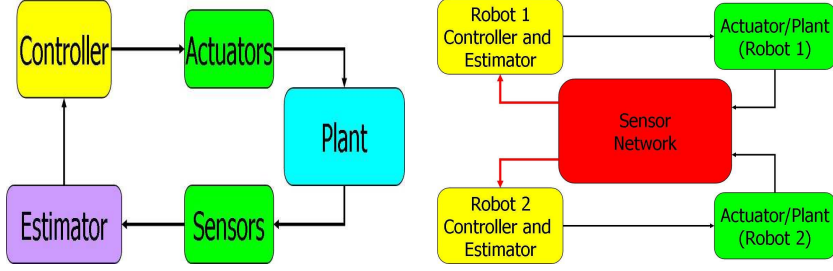 Controller
Actuators
Plant
Estimator
Sensors
Robot 1
Controller and
Estimator
Actuator/Plant
(Robot 1)
Sensor
Network
Robot 2
Controller and
Estimator
Actuator/Plant
(Robot 2)